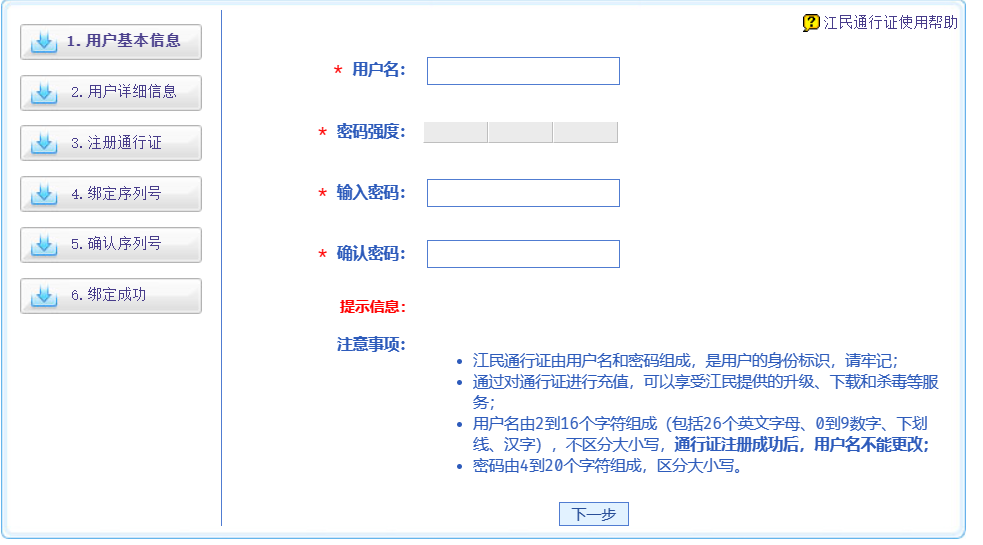 江民通行证使用帮助
1.用户基本信息
2.用户详细信息
3.注册通行证
4.绑定序列号
5.确认序列号
6.绑定成功
* 用户名：
* 密码强度：
* 输入密码：
* 确认密码：
提示信息：
注意事项：
• 江民通行证由用户名和密码组成，是用户的身份标识，请牢记；
• 通过对通行证进行充值，可以享受江民提供的升级、下载和杀毒等服
务；
• 用户名由2到16个字符组成（包括26个英文字母、0到9数字、下划
线、汉字），不区分大小写，通行证注册成功后，用户名不能更改；
• 密码由4到20个字符组成，区分大小写。
下一步